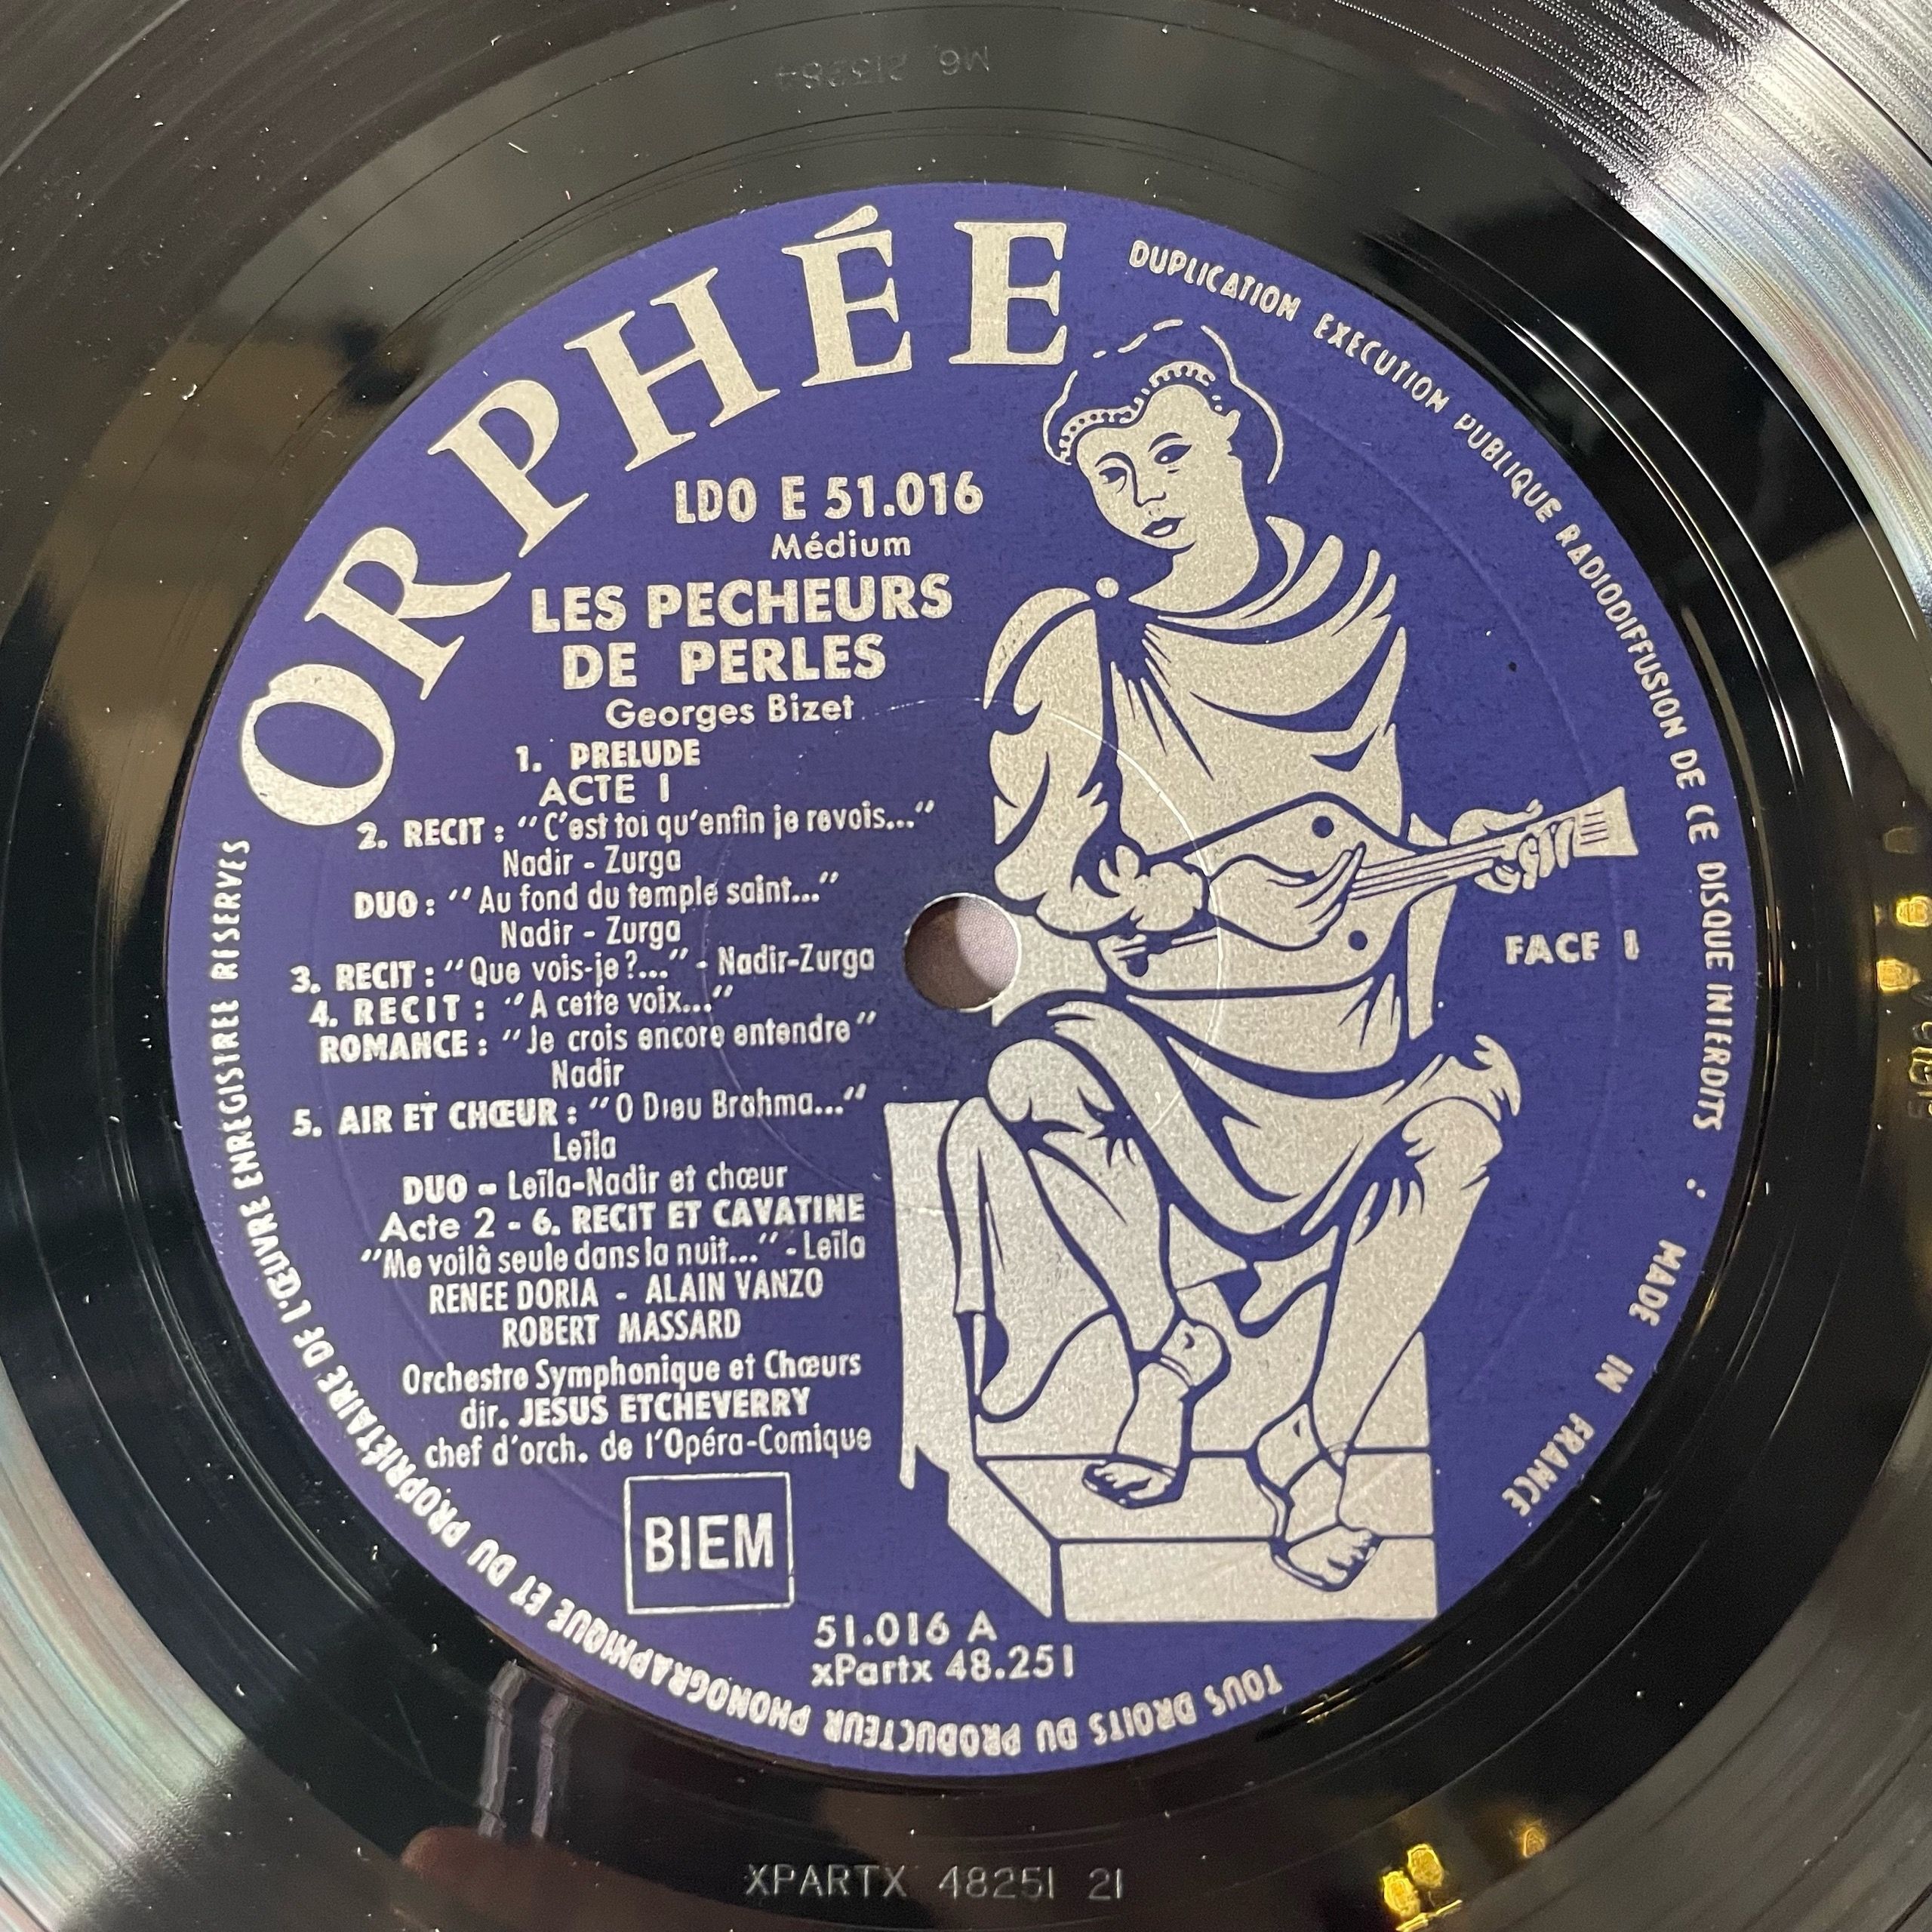 ORPHÉE
LDO E 51.016
Médium
LES PECHEURS
DE PERLES
Georges Bizet
1. PRELUDE
ACTE 1
2. RECIT : "C'est toi qu'enfin je revois..."
Nadir - Zurga
DUO : "Au fond du temple saint..."
Nadir - Zurga
3. RECIT : "Que vois-je ?..." - Nadir-Zurga
4. RECIT : "A cette voix..."
ROMANCE : "Je crois encore entendre"
Nadir
5. AIR ET CHŒUR : "O Dieu Brahma..."
Leïla
DUO - Leïla-Nadir et chœur
Acte 2 - 6. RECIT ET CAVATINE
"Me voilà seule dans la nuit..." - Leïla
RENEE DORIA - ALAIN VANZO
ROBERT MASSARD
Orchestre Symphonique et Chœurs
dir. JESUS ETCHEVERRY
chef d'orch. de l'Opéra-Comique
BIEM
51.016 A
xPartx 48.251
FACE 1
TOUS DROITS DU PRODUCTEUR PHONOGRAPHIQUE ET DU PROPRIÉTAIRE DE L'ŒUVRE ENREGISTREE RESERVES
DUPLICATION EXECUTION PUBLIQUE RADIODIFFUSION DE CE DISQUE INTERDITS : MADE IN FRANCE
XPARTX 48251 21
M6 213284